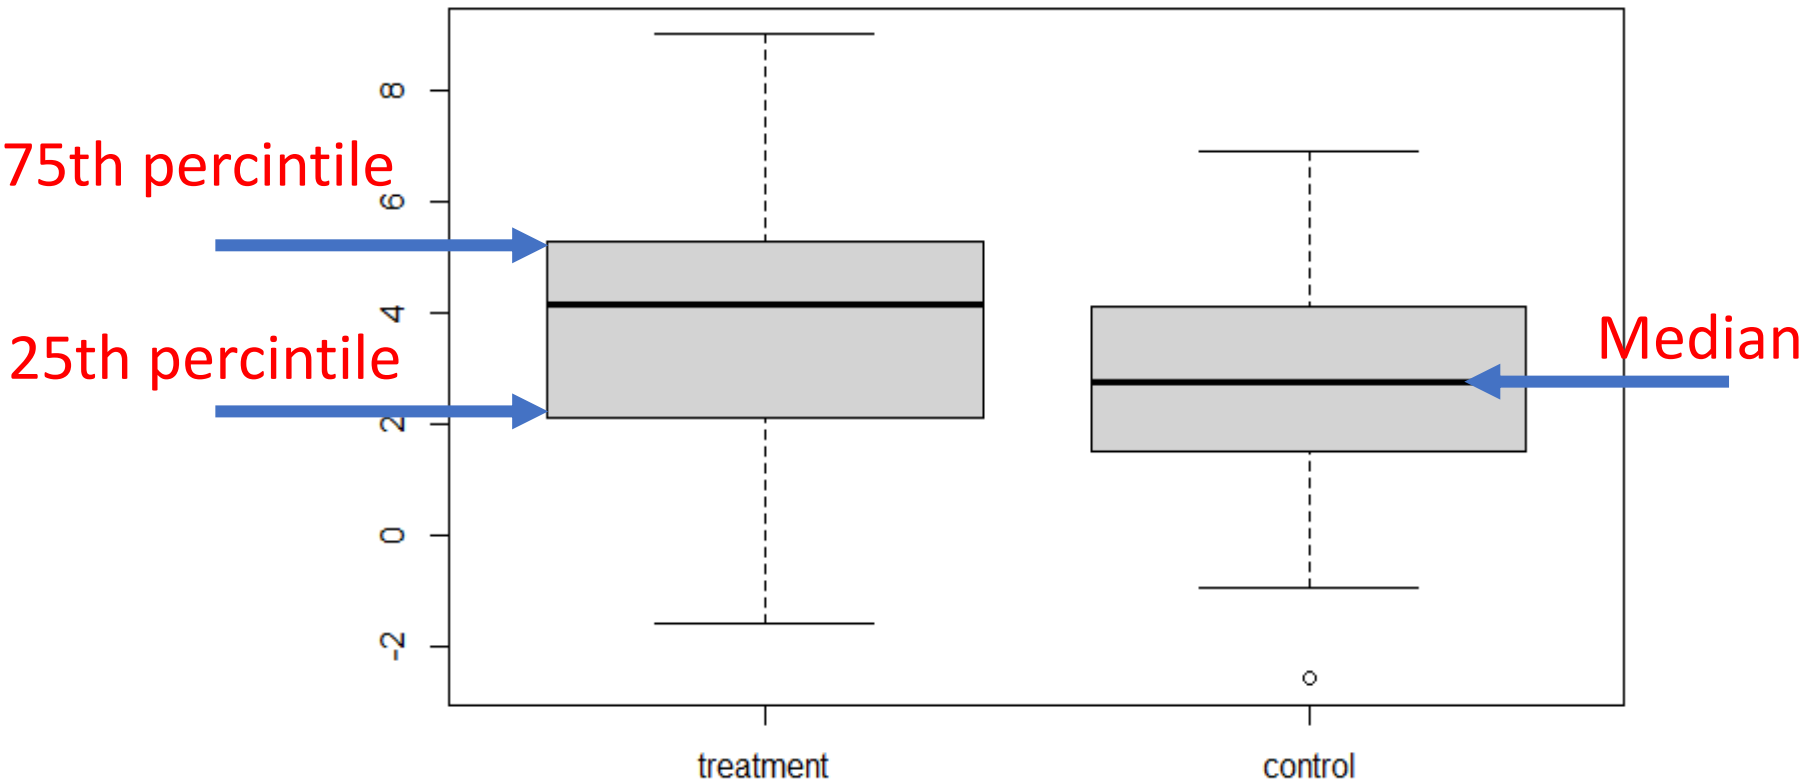 8
75th percintile
6
4
25th percintile
Median
2
0
-2
treatment
control